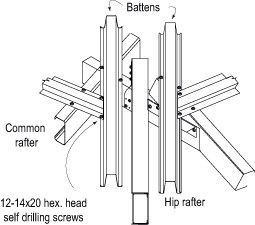 Battens
Common
rafter
Hip rafter
12-14x20 hex. head
self drilling screws